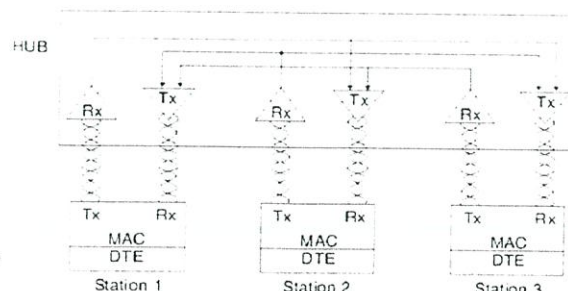 HUB
Rx Tx Rx Tx Rx Tx
Tx Rx Tx Rx Tx Rx
MAC MAC MAC
DTE DTE DTE
Station 1 Station 2 Station 3